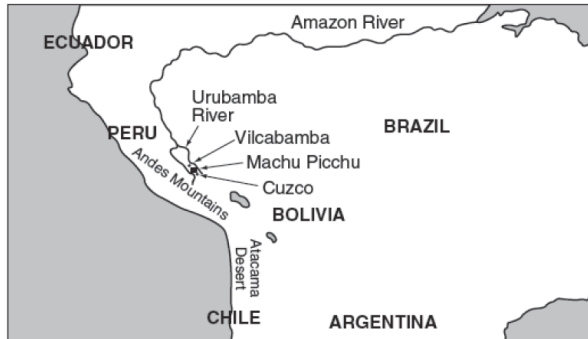 Amazon River
ECUADOR
Urubamba
River
BRAZIL
PERU
Vilcabamba
Machu Picchu
Andes Mountains
Cuzco
BOLIVIA
Atacama
Desert
CHILE
ARGENTINA